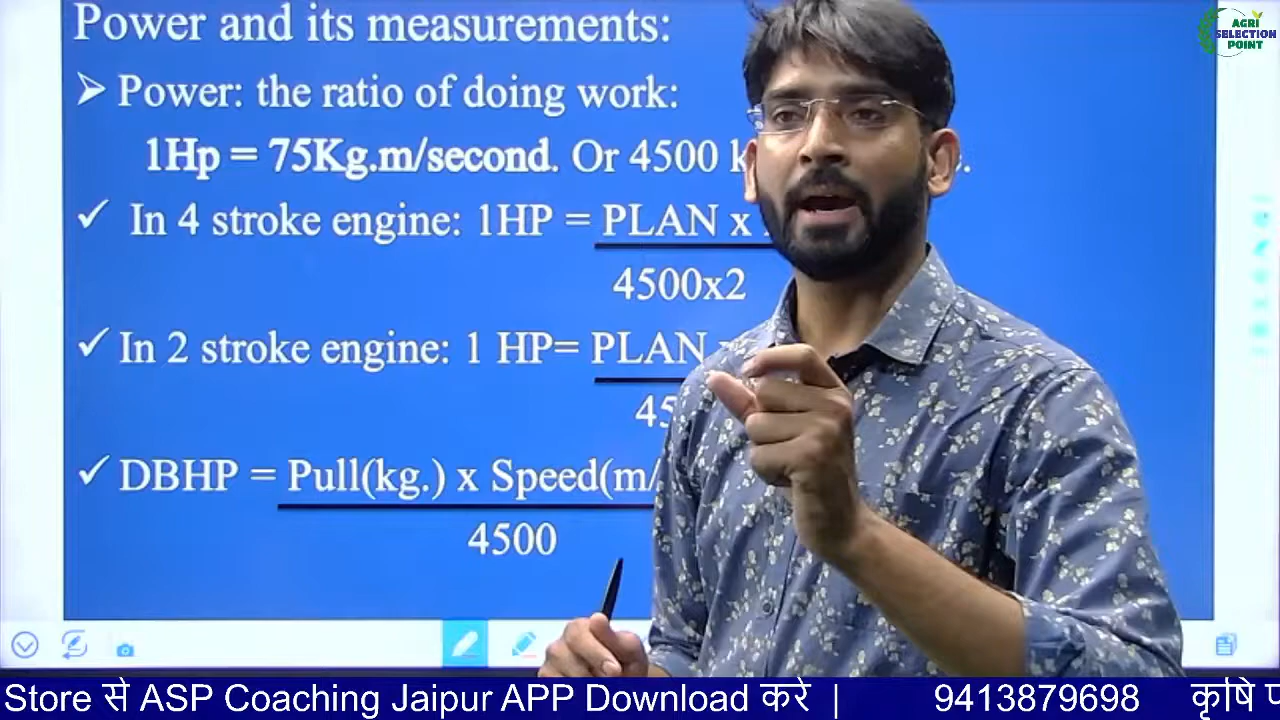 Power and its measurements:
AGRI
SELECTION
POINT
➢ Power: the ratio of doing work:
1Hp = 75Kg.m/second. Or 4500 k
✓ In 4 stroke engine: 1HP = PLAN x
4500x2
✓ In 2 stroke engine: 1 HP= PLAN
45
✓ DBHP = Pull(kg.) x Speed(m/
4500
Store से ASP Coaching Jaipur APP Download करे | 9413879698 कृषि